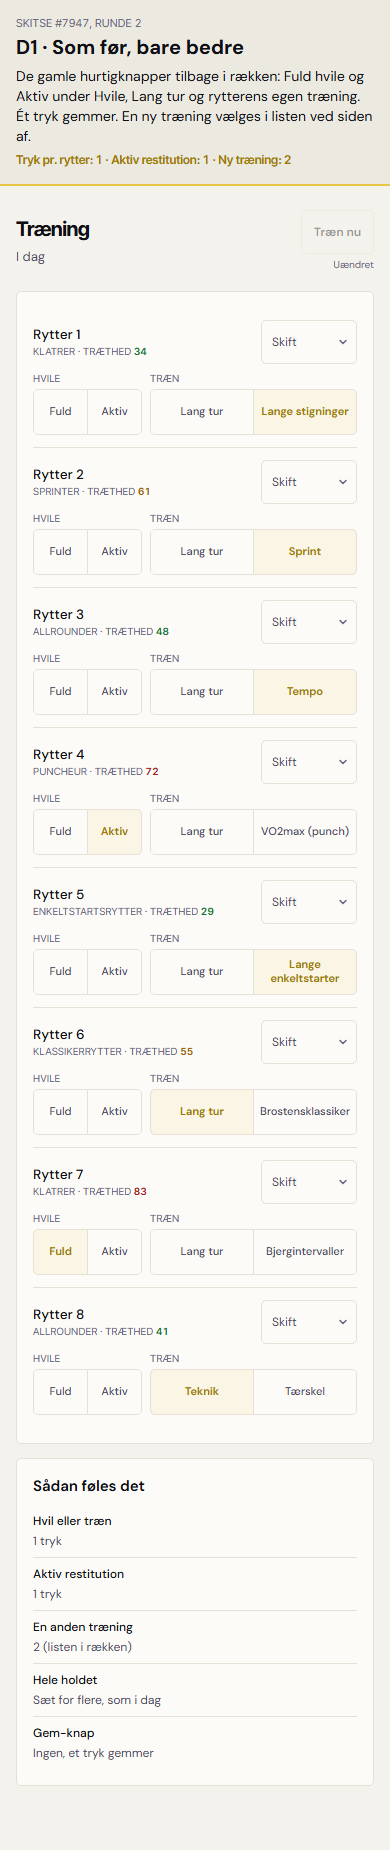 SKITSE #7947, RUNDE 2
D1 · Som før, bare bedre
De gamle hurtigknapper tilbage i rækken: Fuld hvile og
Aktiv under Hvile, Lang tur og rytterens egen træning.
Ét tryk gemmer. En ny træning vælges i listen ved siden
af.
Tryk pr. rytter: 1 · Aktiv restitution: 1 · Ny træning: 2
Træning
Træn nu
I dag
Uændret
Rytter 1
Skift
KLATRER · TRÆTHED 34
HVILE TRÆN
Fuld Aktiv Lang tur Lange stigninger
Rytter 2
Skift
SPRINTER · TRÆTHED 61
HVILE TRÆN
Fuld Aktiv Lang tur Sprint
Rytter 3
Skift
ALLROUNDER · TRÆTHED 48
HVILE TRÆN
Fuld Aktiv Lang tur Tempo
Rytter 4
Skift
PUNCHEUR · TRÆTHED 72
HVILE TRÆN
Fuld Aktiv Lang tur VO2max (punch)
Rytter 5
Skift
ENKELTSTARTSRYTTER · TRÆTHED 29
HVILE TRÆN
Fuld Aktiv Lang tur Lange
enkeltstarter
Rytter 6
Skift
KLASSIKERRYTTER · TRÆTHED 55
HVILE TRÆN
Fuld Aktiv Lang tur Brostensklassiker
Rytter 7
Skift
KLATRER · TRÆTHED 83
HVILE TRÆN
Fuld Aktiv Lang tur Bjergintervaller
Rytter 8
Skift
ALLROUNDER · TRÆTHED 41
HVILE TRÆN
Fuld Aktiv Teknik Tærskel
Sådan føles det
Hvil eller træn
1 tryk
Aktiv restitution
1 tryk
En anden træning
2 (listen i rækken)
Hele holdet
Sæt for flere, som i dag
Gem-knap
Ingen, et tryk gemmer